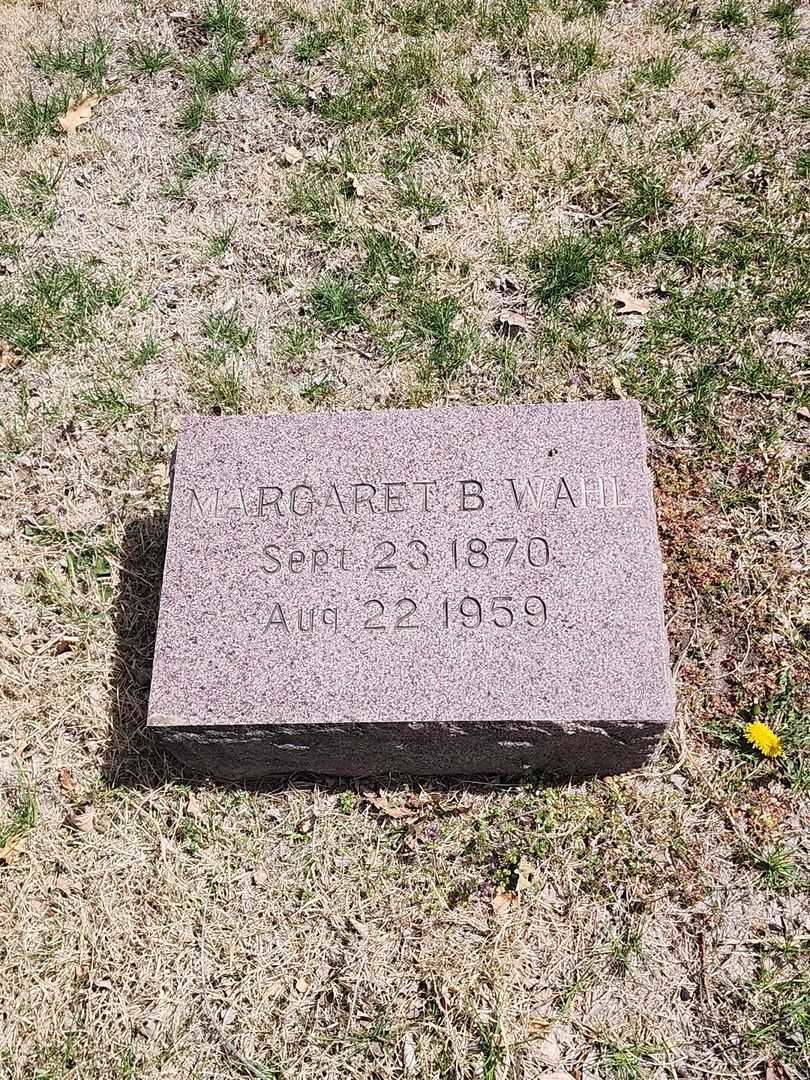 MARGARET B. WAHL
Sept. 23 1870
Aug. 22 1959